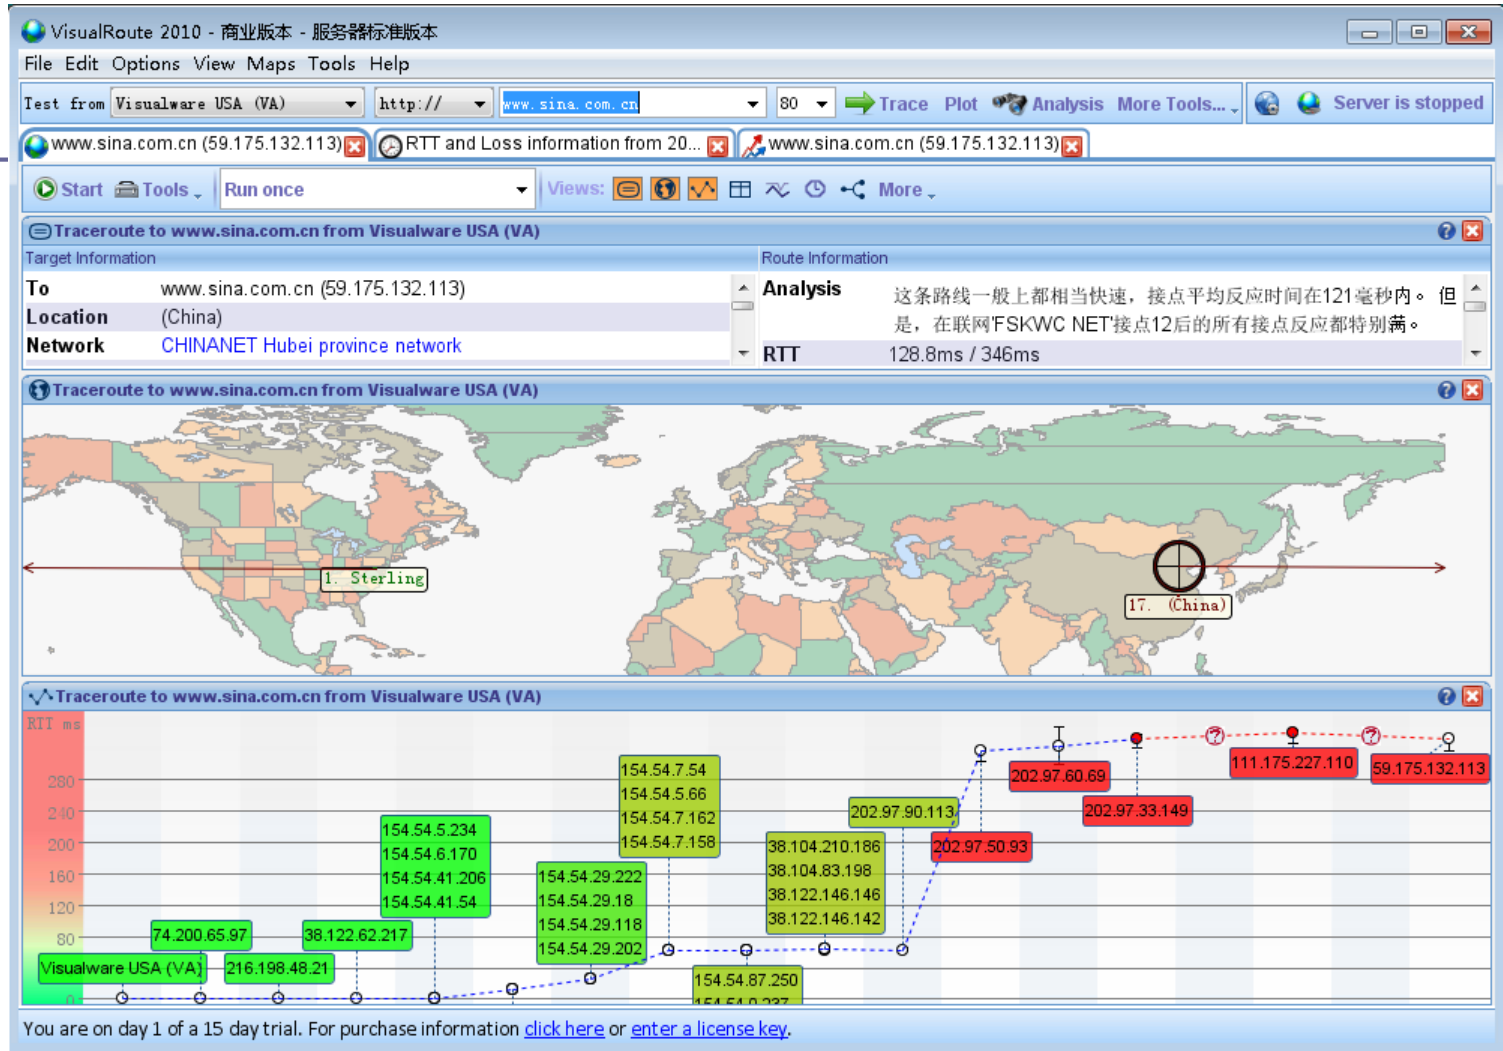 VisualRoute 2010 - 商业版本 - 服务器标准版本
File Edit Options View Maps Tools Help
Test from Visualware USA (VA) http:// www.sina.com.cn 80 Trace Plot Analysis More Tools... Server is stopped
www.sina.com.cn (59.175.132.113) RTT and Loss information from 20... www.sina.com.cn (59.175.132.113)
Start Tools Run once Views: More
Traceroute to www.sina.com.cn from Visualware USA (VA)
Target Information Route Information
To www.sina.com.cn (59.175.132.113)
Location (China)
Network CHINANET Hubei province network
Analysis 这条路线一般上都相当快速，接点平均反应时间在121毫秒内。 但
是，在联网'FSKWC NET'接点12后的所有接点反应都特别满。
RTT 128.8ms / 346ms
Traceroute to www.sina.com.cn from Visualware USA (VA)
1. Sterling
17. (China)
Traceroute to www.sina.com.cn from Visualware USA (VA)
RTT ms
280
240
200
160
120
80
0
Visualware USA (VA)
74.200.65.97
216.198.48.21
38.122.62.217
154.54.5.234
154.54.6.170
154.54.41.206
154.54.41.54
154.54.29.222
154.54.29.18
154.54.29.118
154.54.29.202
154.54.7.54
154.54.5.66
154.54.7.162
154.54.7.158
154.54.87.250
38.104.210.186
38.104.83.198
38.122.146.146
38.122.146.142
202.97.90.113
202.97.50.93
202.97.60.69
202.97.33.149
111.175.227.110
59.175.132.113
You are on day 1 of a 15 day trial. For purchase information click here or enter a license key.